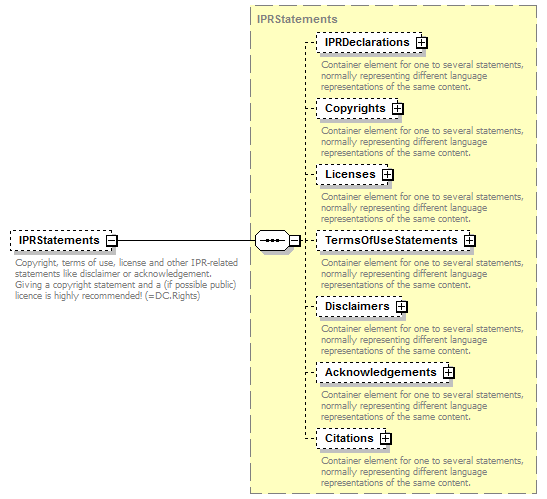 IPRStatements
IPRDeclarations
Container element for one to several statements,
normally representing different language
representations of the same content.
Copyrights
Container element for one to several statements,
normally representing different language
representations of the same content.
Licenses
Container element for one to several statements,
normally representing different language
representations of the same content.
IPRStatements
Copyright, terms of use, license and other IPR-related
statements like disclaimer or acknowledgement.
Giving a copyright statement and a (if possible public)
licence is highly recommended! (=DC.Rights)
TermsOfUseStatements
Container element for one to several statements,
normally representing different language
representations of the same content.
Disclaimers
Container element for one to several statements,
normally representing different language
representations of the same content.
Acknowledgements
Container element for one to several statements,
normally representing different language
representations of the same content.
Citations
Container element for one to several statements,
normally representing different language
representations of the same content.